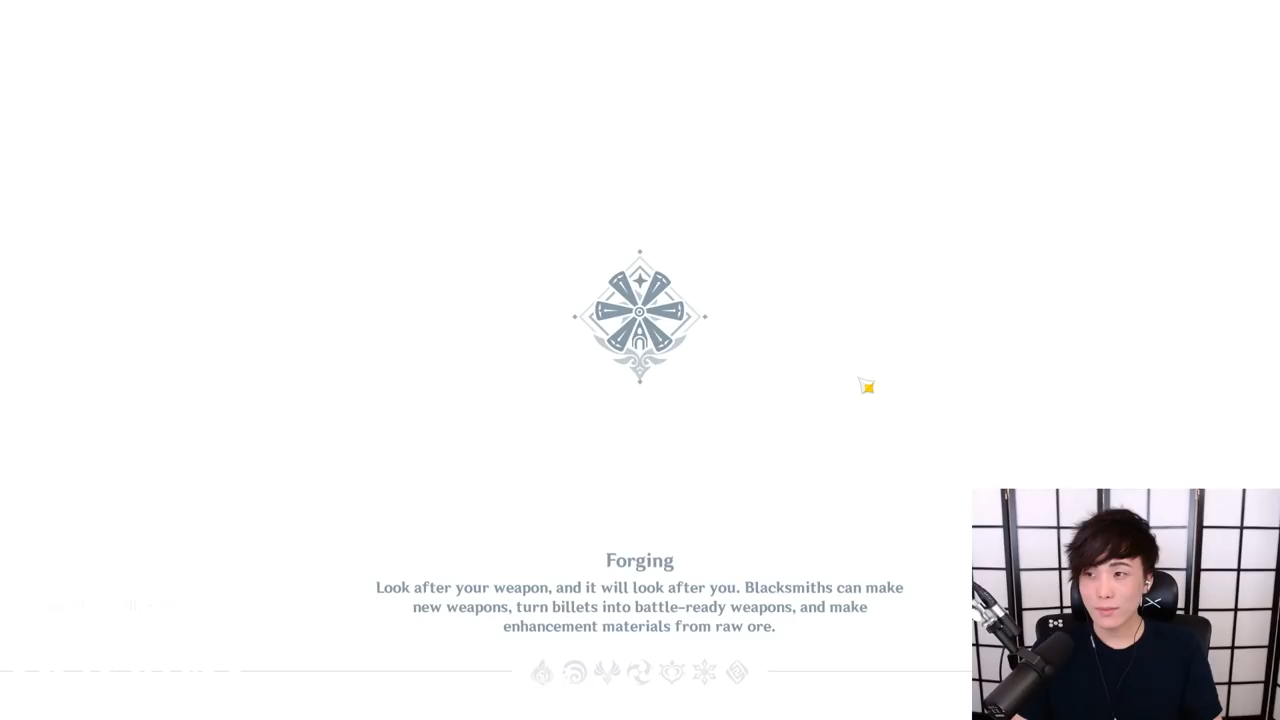 Forging
Look after your weapon, and it will look after you. Blacksmiths can make
new weapons, turn billets into battle-ready weapons, and make
enhancement materials from raw ore.